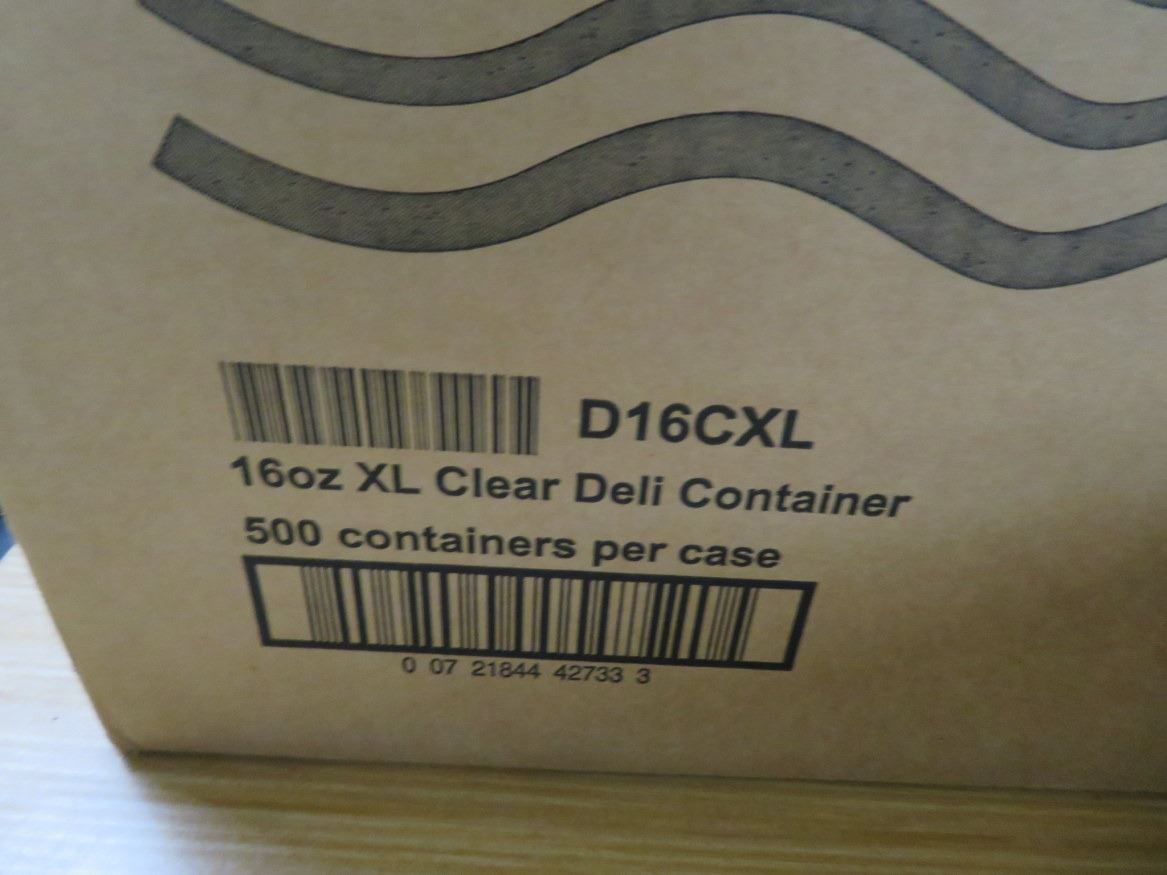 D16CXL
16oz XL Clear Deli Container
500 containers per case
0 07 21844 42733 3